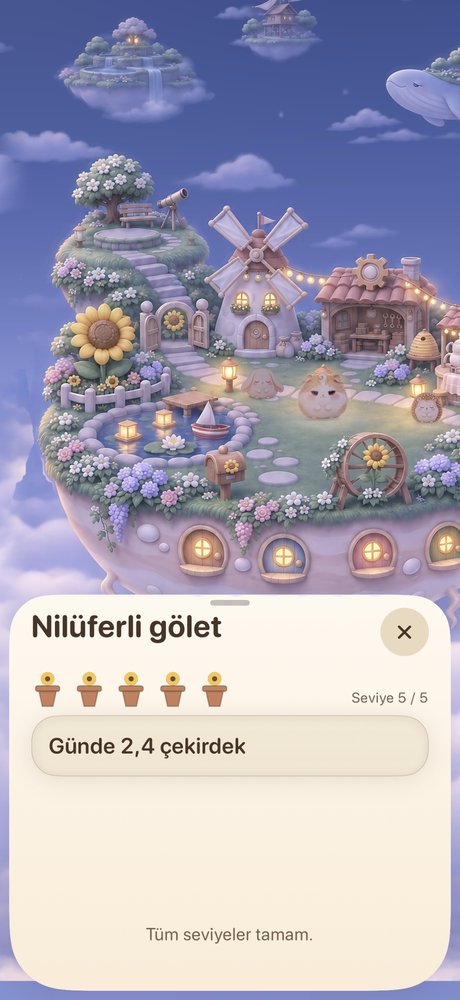 Nilüferli gölet
Seviye 5 / 5
Günde 2,4 çekirdek
Tüm seviyeler tamam.